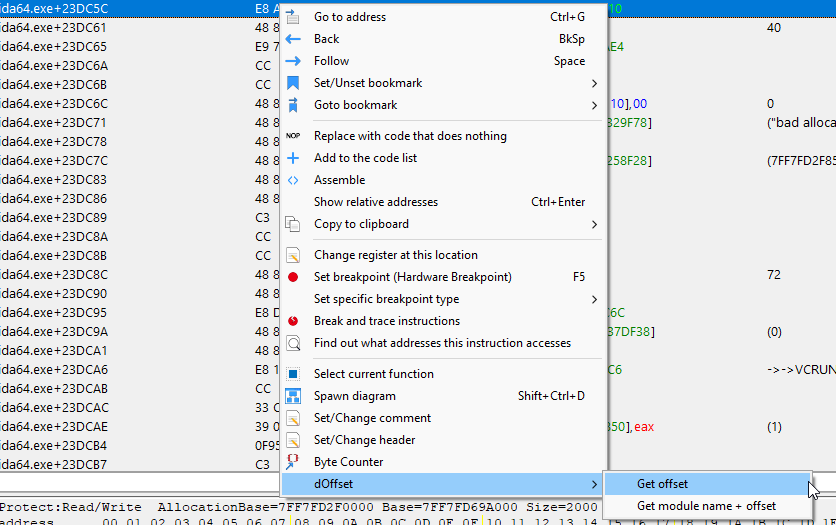 ida64.exe+23DC5C E8 10
ida64.exe+23DC61 48 8 40
ida64.exe+23DC65 E9 7 AE4
ida64.exe+23DC6A CC
ida64.exe+23DC6B CC
ida64.exe+23DC6C 48 8 10],00 0
ida64.exe+23DC71 48 8 329F78] ("bad alloca
ida64.exe+23DC78 48 8
ida64.exe+23DC7C 48 8 258F28] (7FF7FD2F85
ida64.exe+23DC83 48 8
ida64.exe+23DC86 48 8
ida64.exe+23DC89 C3
ida64.exe+23DC8A CC
ida64.exe+23DC8B CC
ida64.exe+23DC8C 48 8 72
ida64.exe+23DC90 48 8
ida64.exe+23DC95 E8 D C6C
ida64.exe+23DC9A 48 8 37DF38] (0)
ida64.exe+23DCA1 48 8
ida64.exe+23DCA6 E8 1 C6 ->->VCRUN
ida64.exe+23DCAB CC
ida64.exe+23DCAC 33 C
ida64.exe+23DCAE 39 0 350],eax (1)
ida64.exe+23DCB4 0F95
ida64.exe+23DCB7 C3
Go to address Ctrl+G
Back BkSp
Follow Space
Set/Unset bookmark
Goto bookmark
NOP Replace with code that does nothing
Add to the code list
Assemble
Show relative addresses Ctrl+Enter
Copy to clipboard
Change register at this location
Set breakpoint (Hardware Breakpoint) F5
Set specific breakpoint type
Break and trace instructions
Find out what addresses this instruction accesses
Select current function
Spawn diagram Shift+Ctrl+D
Set/Change comment
Set/Change header
Byte Counter
dOffset
Get offset
Get module name + offset
Protect:Read/Write AllocationBase=7FF7FD2F0000 Base=7FF7FD69A000 Size=2000
address 00 01 02 03 04 05 06 07 08 09 0A 0B 0C 0D 0E 0F 10 11 12 13 14 15 16 17 18 19 1A 1B 1C 1D